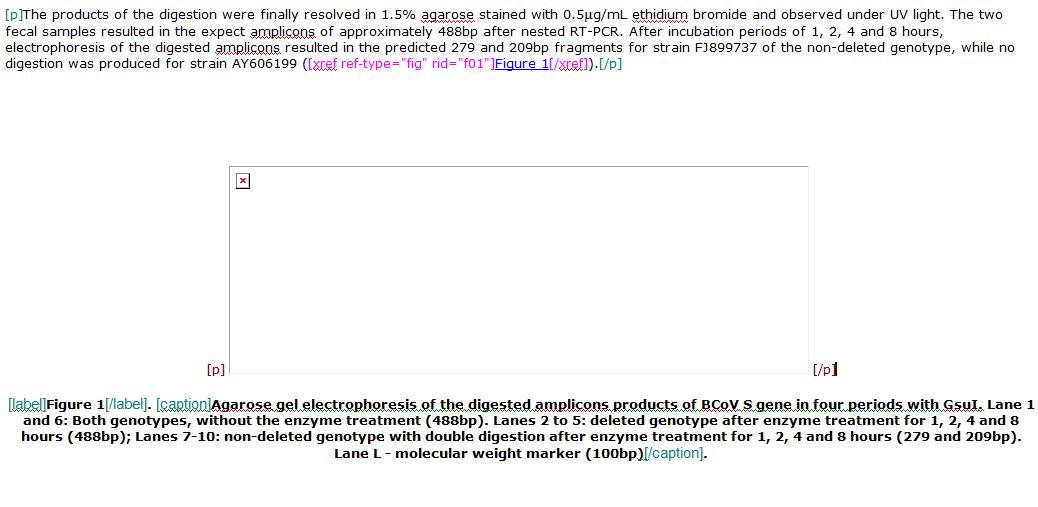 [p]The products of the digestion were finally resolved in 1.5% agarose stained with 0.5µg/mL ethidium bromide and observed under UV light. The two
fecal samples resulted in the expect amplicons of approximately 488bp after nested RT-PCR. After incubation periods of 1, 2, 4 and 8 hours,
electrophoresis of the digested amplicons resulted in the predicted 279 and 209bp fragments for strain FJ899737 of the non-deleted genotype, while no
digestion was produced for strain AY606199 ([xref ref-type="fig" rid="f01"]Figure 1[/xref]).[/p]
[p] [/p]
[label]Figure 1[/label]. [caption]Agarose gel electrophoresis of the digested amplicons products of BCoV S gene in four periods with GsuI. Lane 1
and 6: Both genotypes, without the enzyme treatment (488bp). Lanes 2 to 5: deleted genotype after enzyme treatment for 1, 2, 4 and 8
hours (488bp); Lanes 7-10: non-deleted genotype with double digestion after enzyme treatment for 1, 2, 4 and 8 hours (279 and 209bp).
Lane L - molecular weight marker (100bp)[/caption].